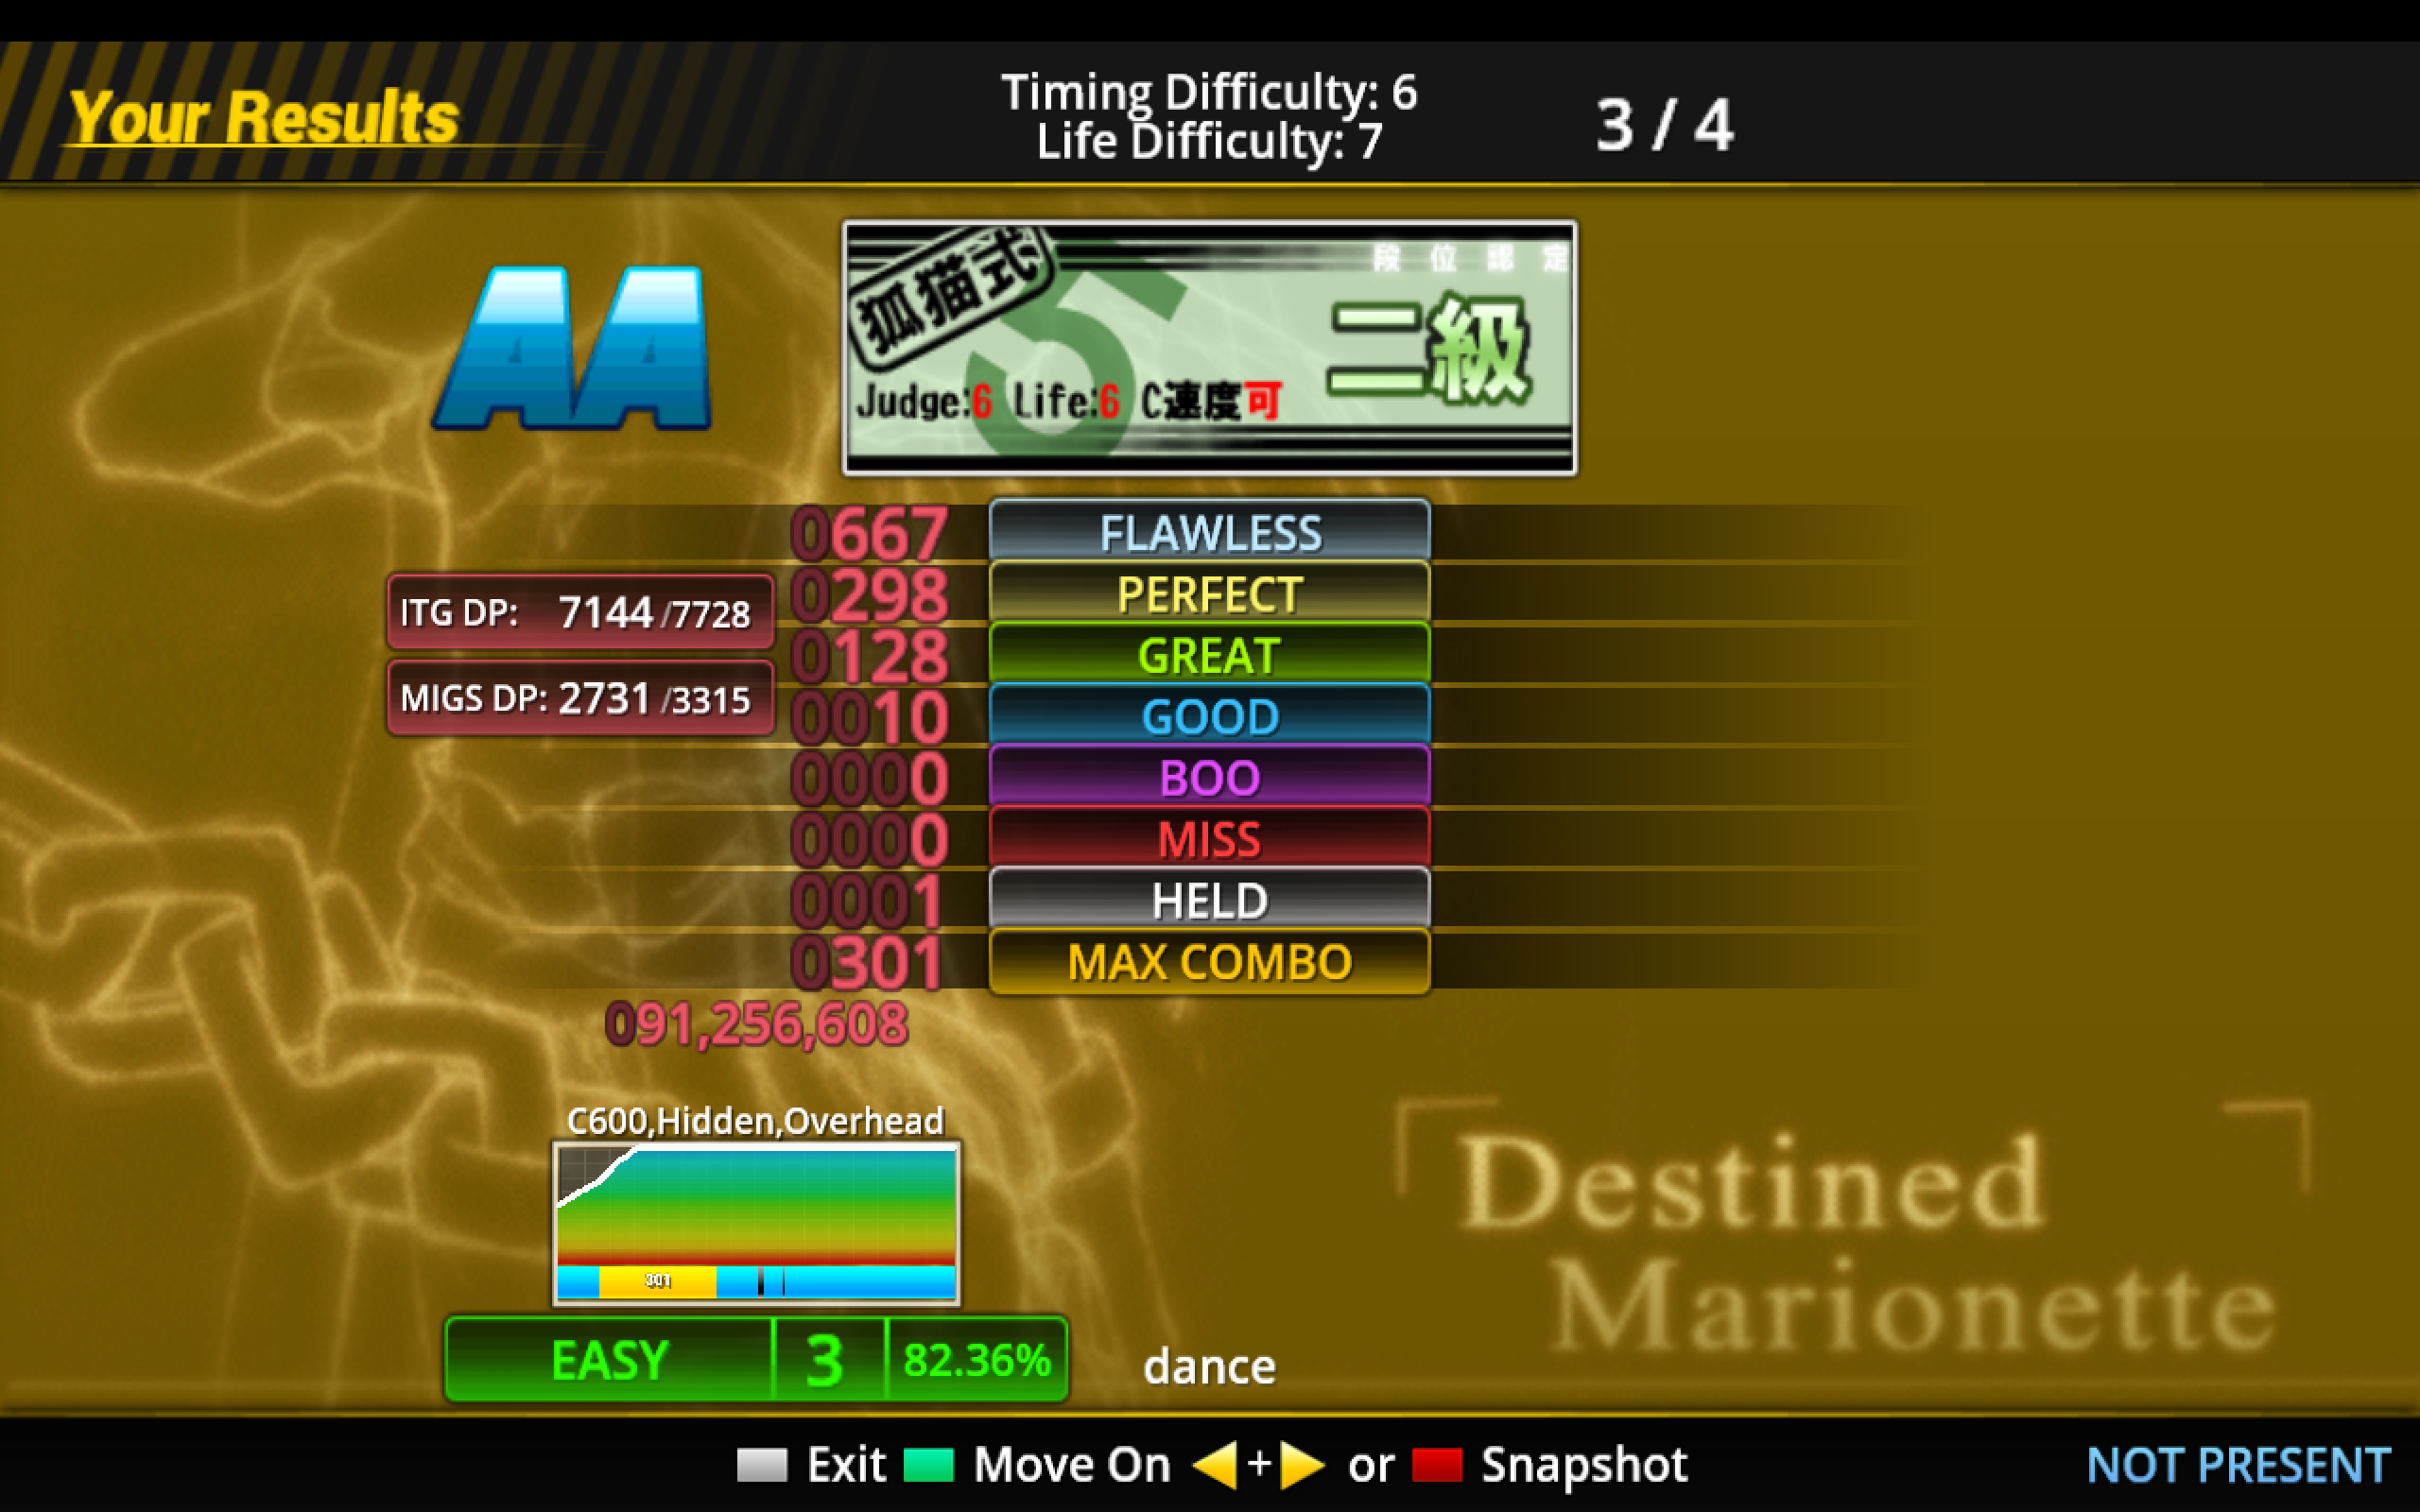 Your Results
Timing Difficulty: 6
Life Difficulty: 7
3 / 4
AA
狐猫式
段位認定
5
二級
Judge:6 Life:6 C速度可
0667 FLAWLESS
0298 PERFECT
0128 GREAT
0010 GOOD
0000 BOO
0000 MISS
0001 HELD
0301 MAX COMBO
ITG DP: 7144 /7728
MIGS DP: 2731 /3315
091,256,608
C600,Hidden,Overhead
301
EASY 3 82.36%
dance
Destined
Marionette
Exit Move On + or Snapshot
NOT PRESENT